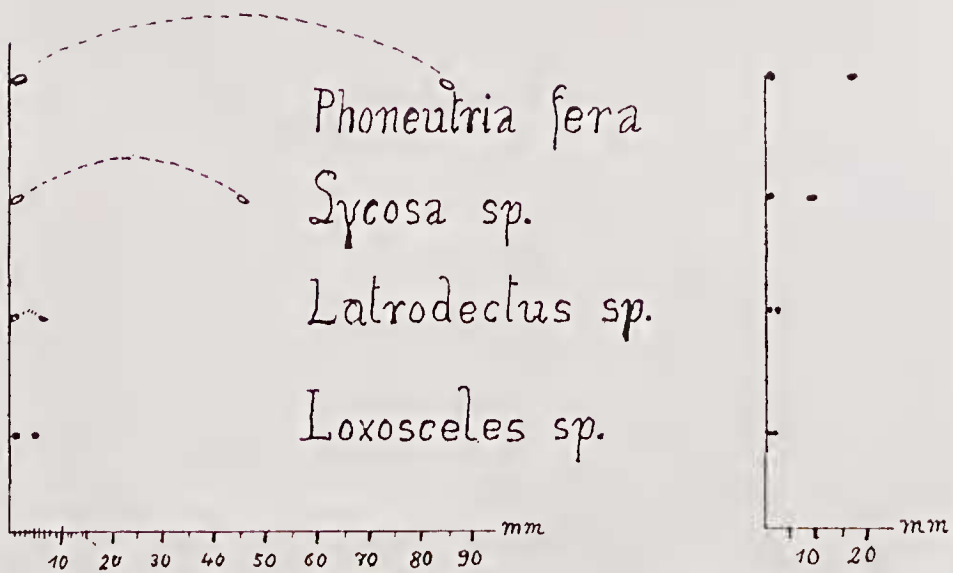 Phoneutria fera
Lycosa sp.
Latrodectus sp.
Loxosceles sp.
mm
10 20 30 40 50 60 70 80 90
mm
10 20